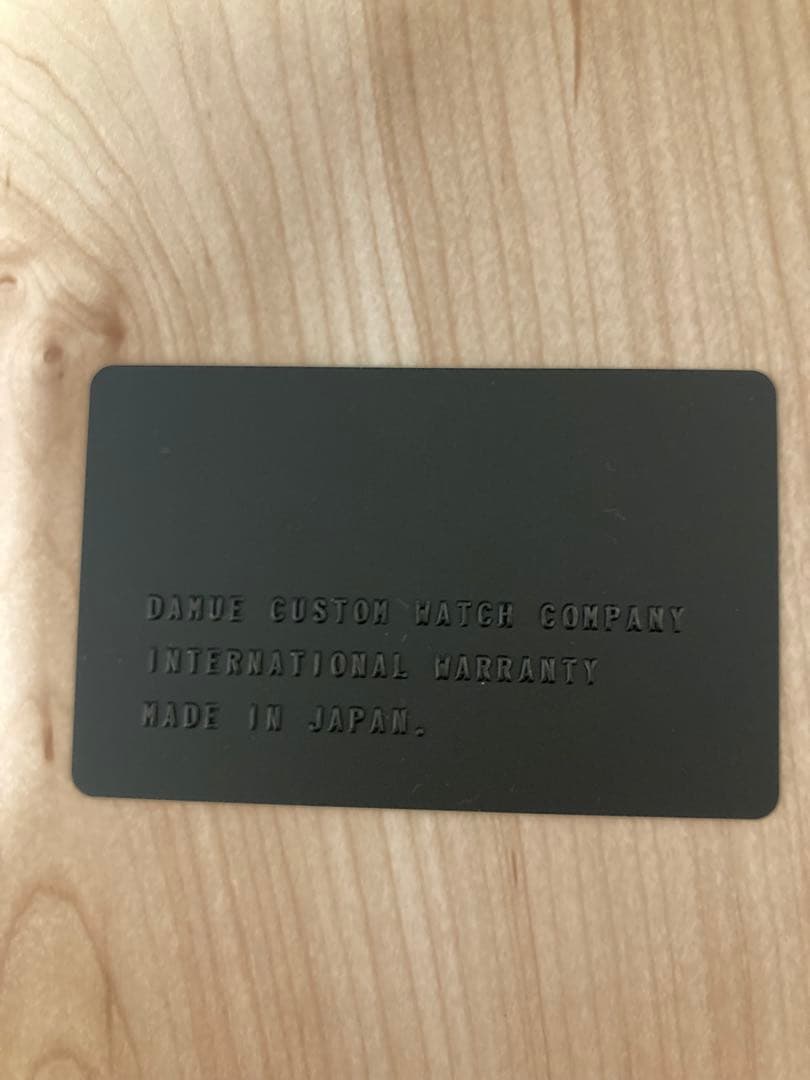 DAMUE CUSTOM WATCH COMPANY
INTERNATIONAL WARRANTY
MADE IN JAPAN.